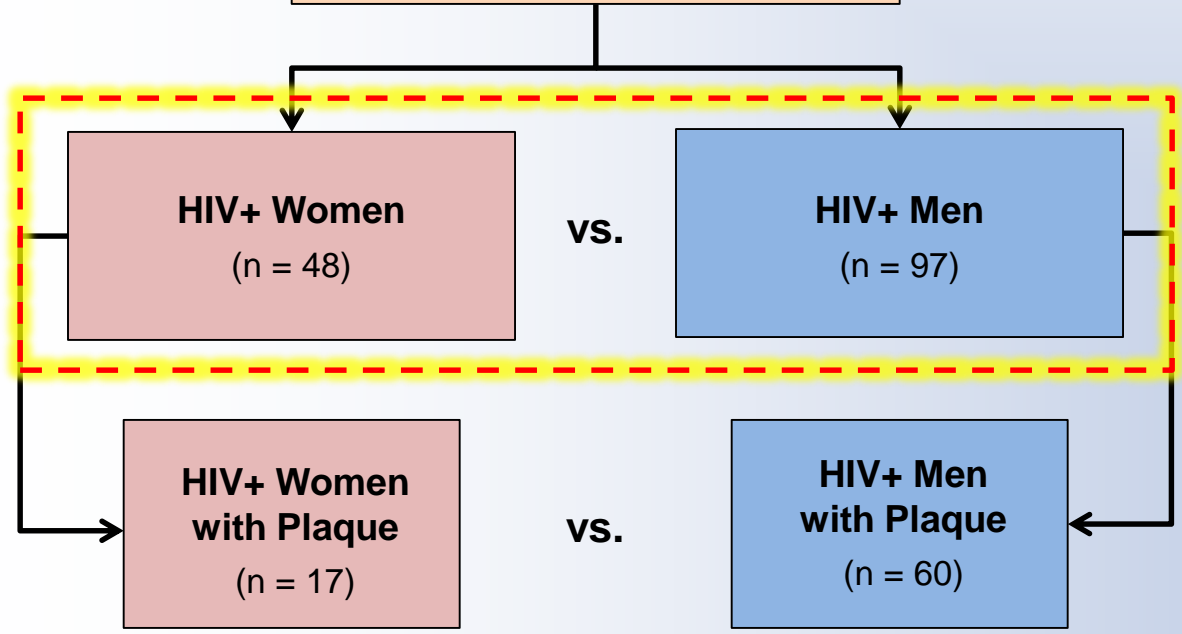 HIV+ Women
(n = 48)
vs.
HIV+ Men
(n = 97)
HIV+ Women
with Plaque
(n = 17)
vs.
HIV+ Men
with Plaque
(n = 60)